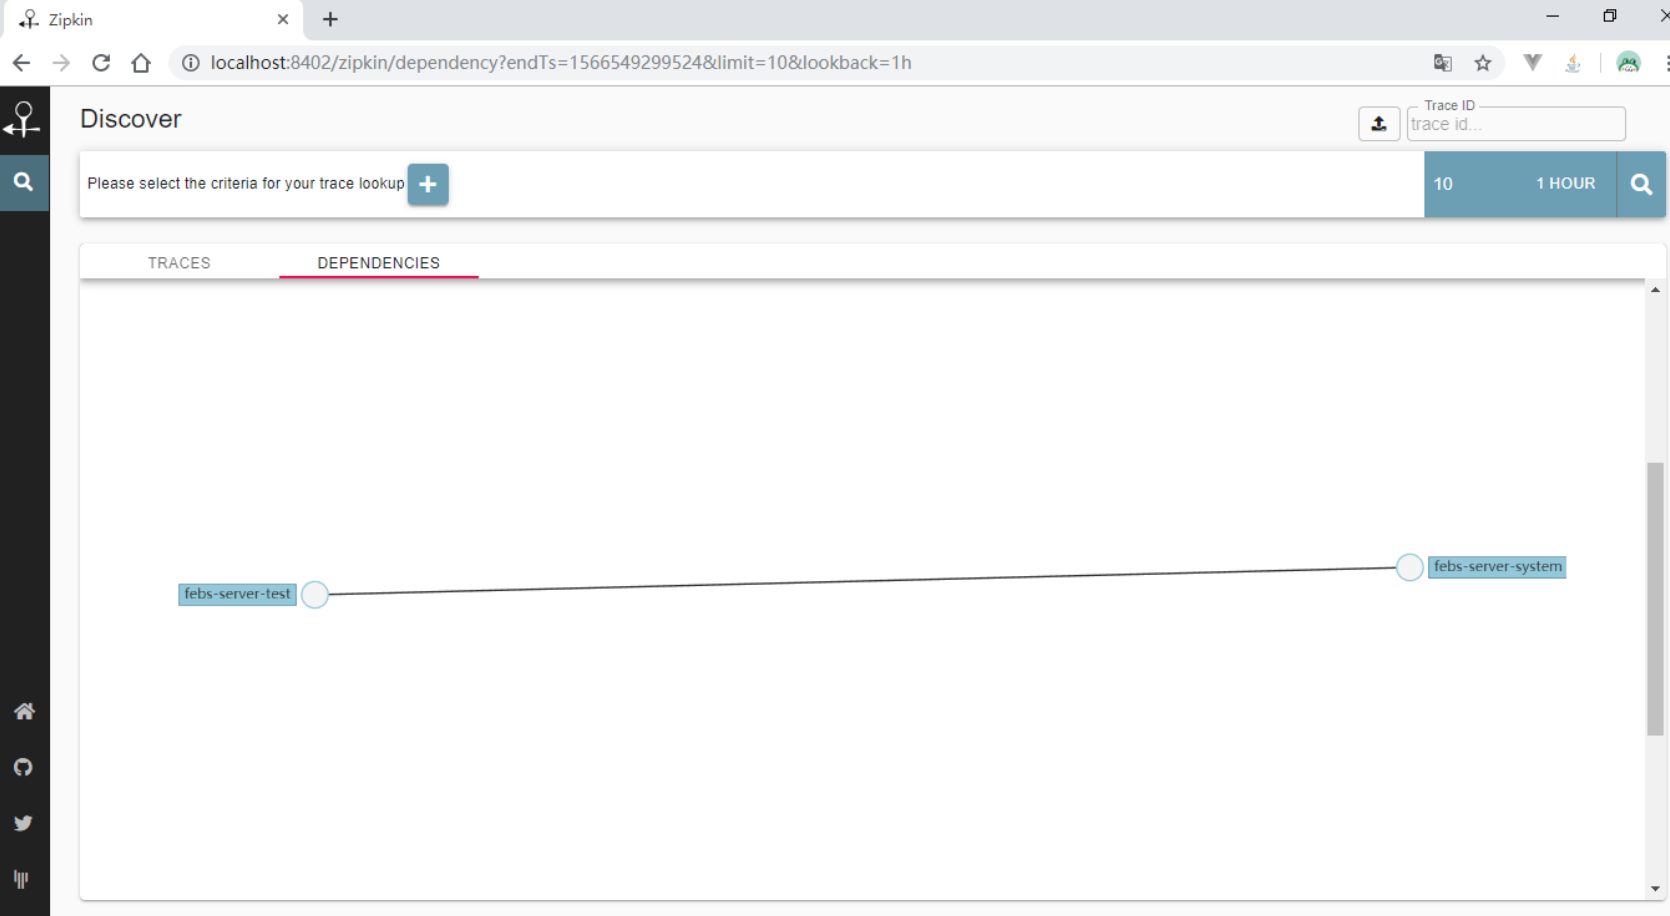 Zipkin
localhost:8402/zipkin/dependency?endTs=1566549299524&limit=10&lookback=1h
Discover
Trace ID
trace id...
Please select the criteria for your trace lookup
10
1 HOUR
TRACES
DEPENDENCIES
febs-server-system
febs-server-test